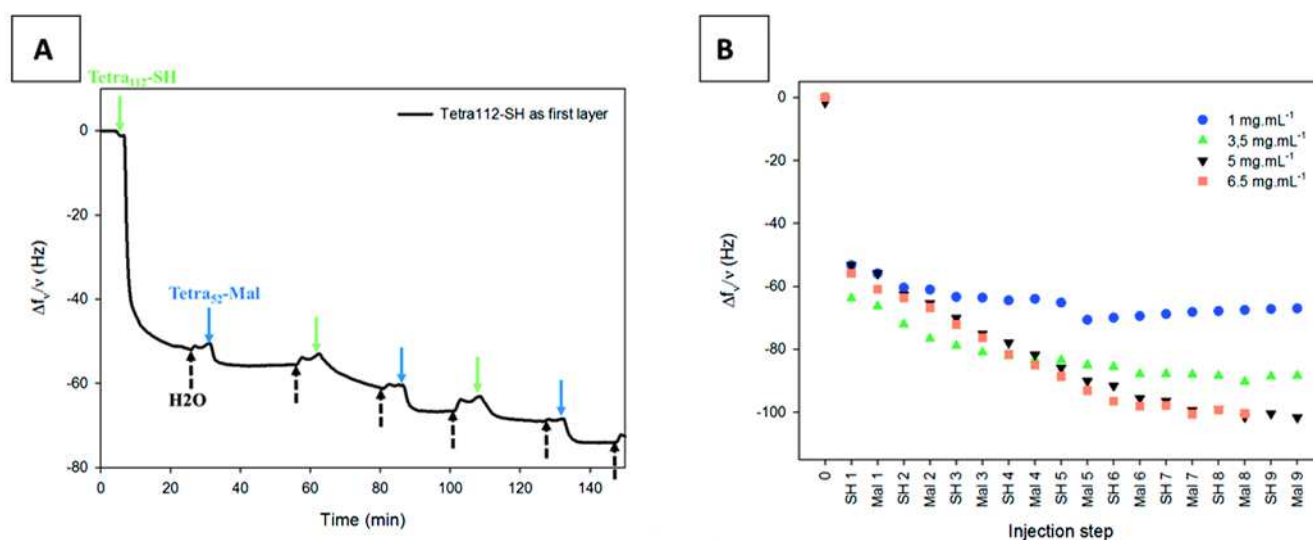 A
Tetra₁₁₂-SH
Tetra112-SH as first layer
Tetra₅₂-Mal
H2O
Δfᵥ/ν (Hz)
0
-20
-40
-60
-80
0 20 40 60 80 100 120 140
Time (min)
B
1 mg.mL⁻¹
3,5 mg.mL⁻¹
5 mg.mL⁻¹
6.5 mg.mL⁻¹
Δfᵥ/ν (Hz)
0
-20
-40
-60
-80
-100
0 SH 1 Mal 1 SH 2 Mal 2 SH 3 Mal 3 SH 4 Mal 4 SH 5 Mal 5 SH 6 Mal 6 SH 7 Mal 7 SH 8 Mal 8 SH 9 Mal 9
Injection step